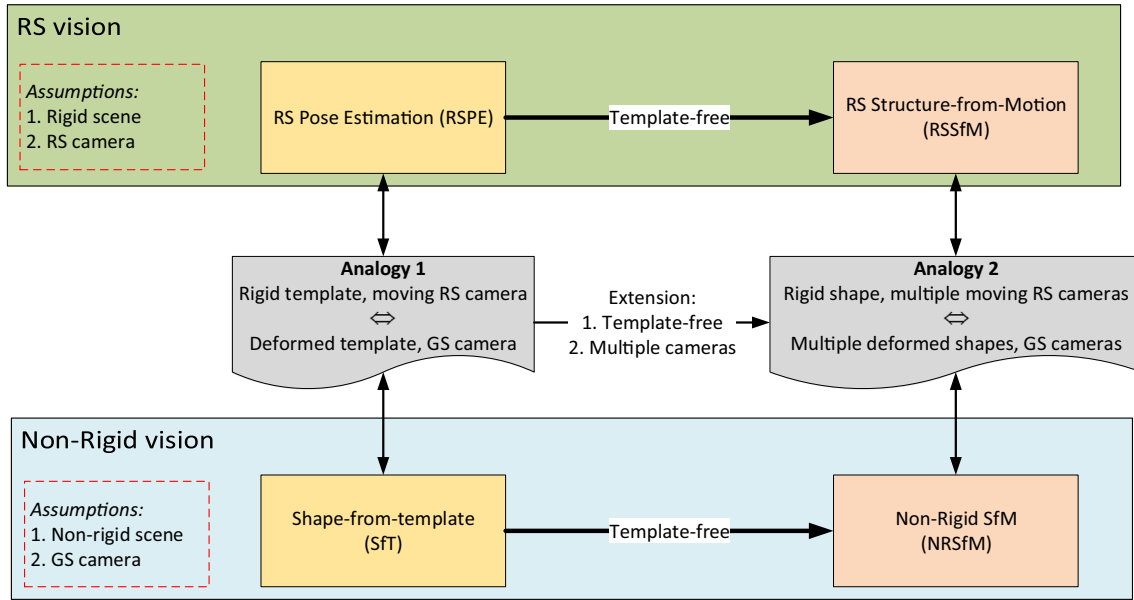 RS vision
Assumptions:
1. Rigid scene
2. RS camera
RS Pose Estimation (RSPE)
Template-free
RS Structure-from-Motion
(RSSfM)
Analogy 1
Rigid template, moving RS camera
⇔
Deformed template, GS camera
Extension:
1. Template-free
2. Multiple cameras
Analogy 2
Rigid shape, multiple moving RS cameras
⇔
Multiple deformed shapes, GS cameras
Non-Rigid vision
Assumptions:
1. Non-rigid scene
2. GS camera
Shape-from-template
(SfT)
Template-free
Non-Rigid SfM
(NRSfM)